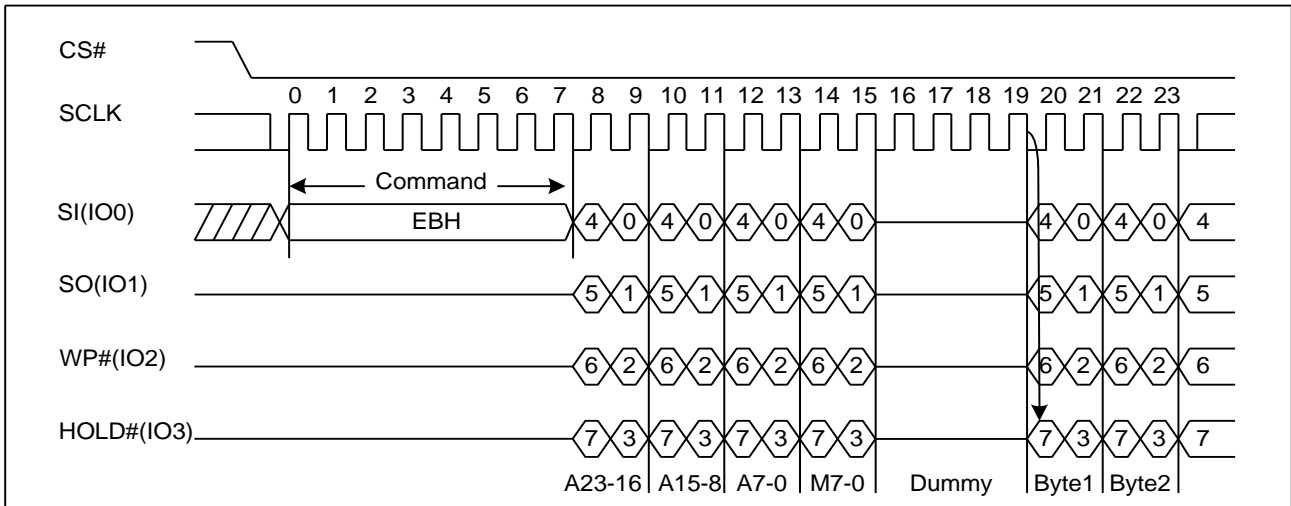 CS#
SCLK
0 1 2 3 4 5 6 7 8 9 10 11 12 13 14 15 16 17 18 19 20 21 22 23
Command
SI(IO0)
EBH
4 0 4 0 4 0 4 0 4 0 4 0 4
SO(IO1)
5 1 5 1 5 1 5 1 5 1 5 1 5
WP#(IO2)
6 2 6 2 6 2 6 2 6 2 6 2 6
HOLD#(IO3)
7 3 7 3 7 3 7 3 7 3 7 3 7
A23-16 A15-8 A7-0 M7-0 Dummy Byte1 Byte2